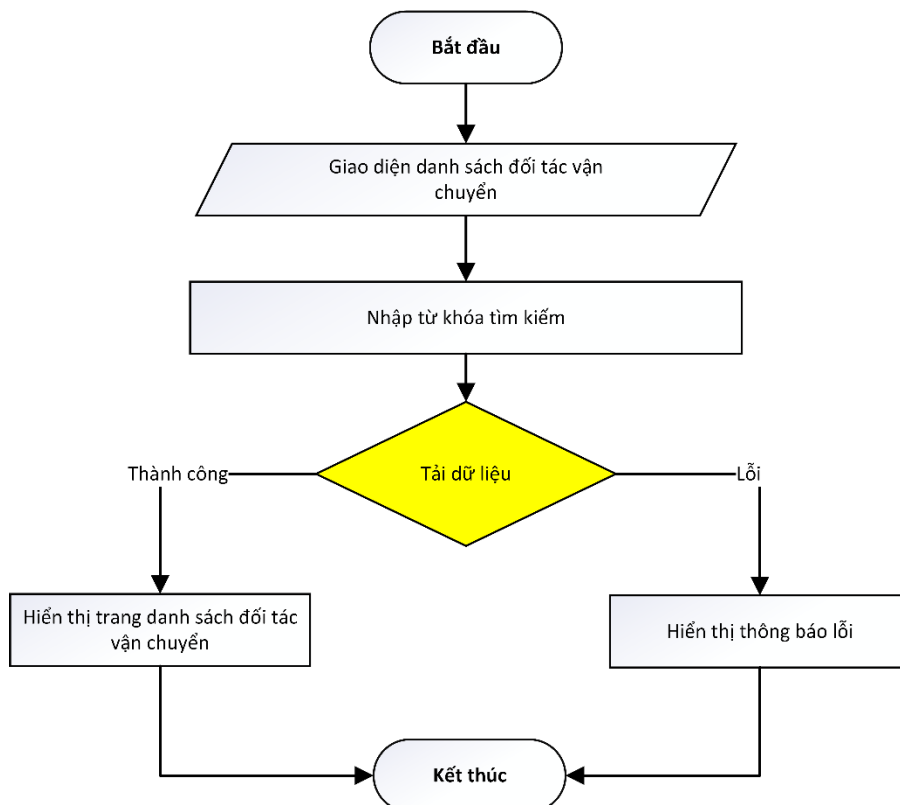 Bắt đầu
Giao diện danh sách đối tác vận
chuyển
Nhập từ khóa tìm kiếm
Tải dữ liệu
Thành công
Lỗi
Hiển thị trang danh sách đối tác
vận chuyển
Hiển thị thông báo lỗi
Kết thúc